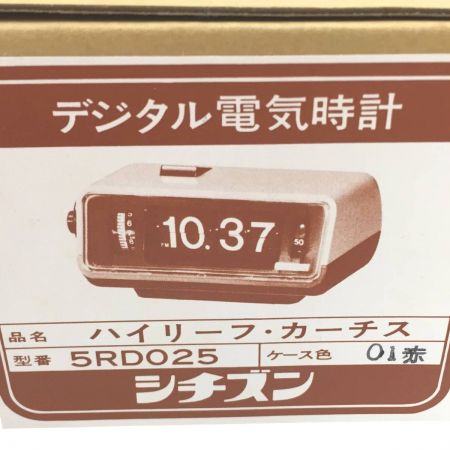 デジタル電気時計
10.37
50
品名 ハイリーフ・カーチス
型番 5RD025 ケース色 01赤
シチズン